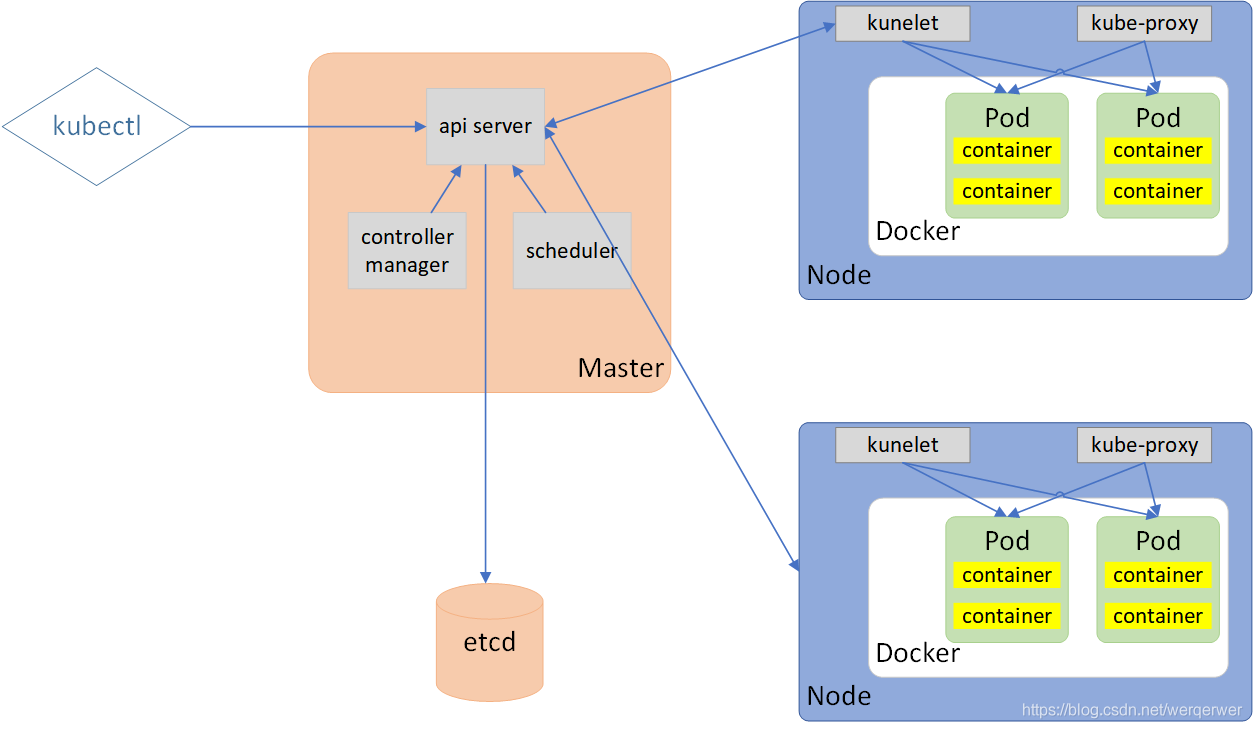 kubectl
api server
controller
manager
scheduler
Master
etcd
kunelet
kube-proxy
Pod
container
container
Pod
container
container
Docker
Node
kunelet
kube-proxy
Pod
container
container
Pod
container
container
Docker
Node
https://blog.csdn.net/werqerwer